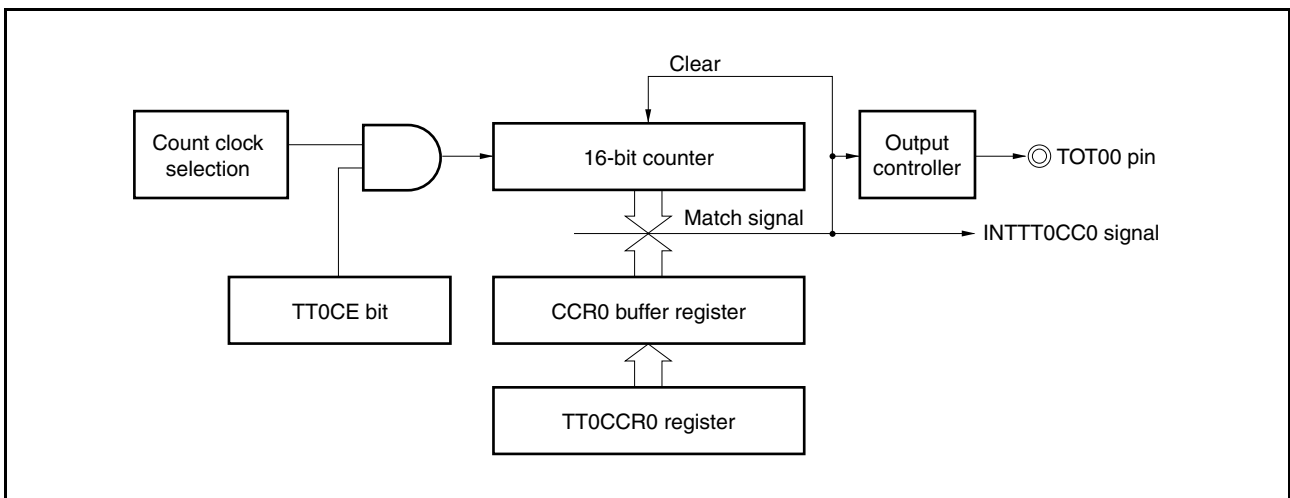 Clear
Count clock
selection
16-bit counter
Output
controller
TOT00 pin
Match signal
INTTT0CC0 signal
TT0CE bit
CCR0 buffer register
TT0CCR0 register